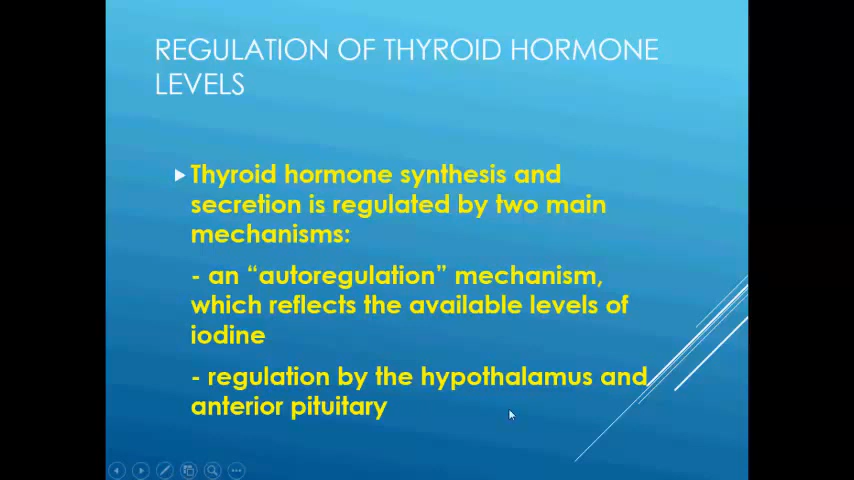 REGULATION OF THYROID HORMONE
LEVELS
Thyroid hormone synthesis and
secretion is regulated by two main
mechanisms:
- an “autoregulation” mechanism,
which reflects the available levels of
iodine
- regulation by the hypothalamus and
anterior pituitary